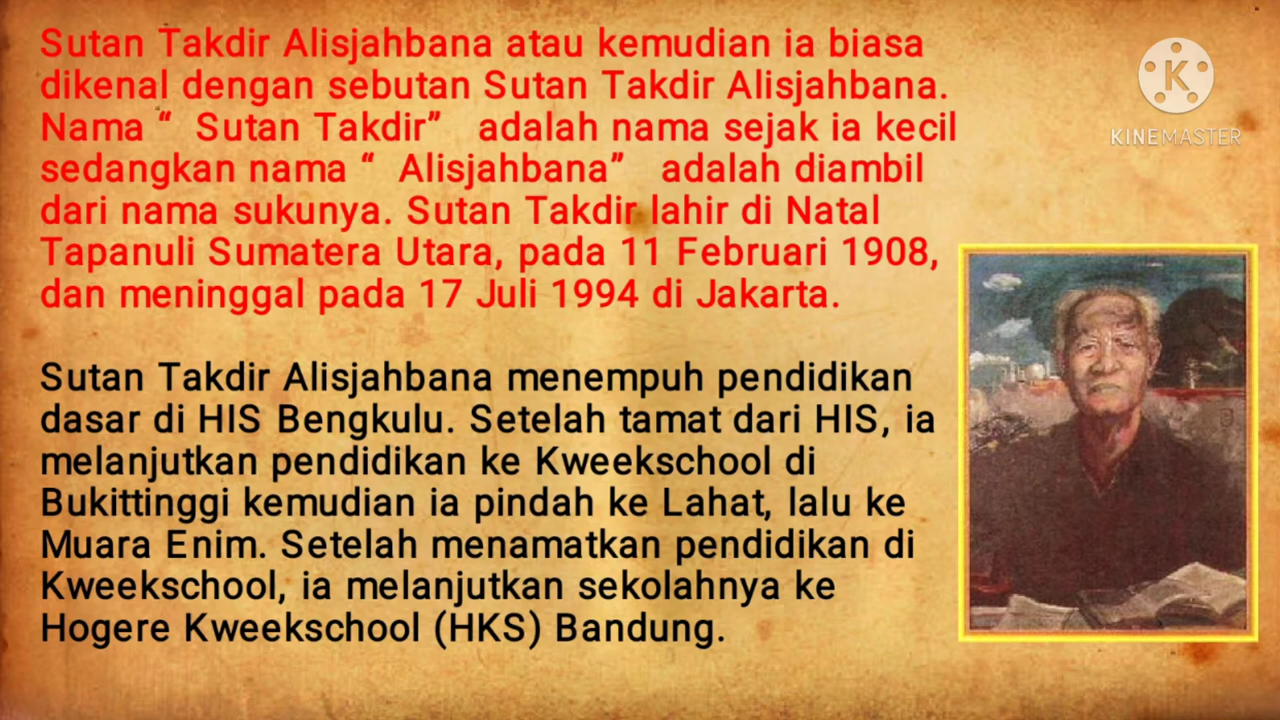 Sutan Takdir Alisjahbana atau kemudian ia biasa
dikenal dengan sebutan Sutan Takdir Alisjahbana.
Nama “  Sutan Takdir”   adalah nama sejak ia kecil
sedangkan nama “  Alisjahbana”   adalah diambil
dari nama sukunya. Sutan Takdir lahir di Natal
Tapanuli Sumatera Utara, pada 11 Februari 1908,
dan meninggal pada 17 Juli 1994 di Jakarta.
Sutan Takdir Alisjahbana menempuh pendidikan
dasar di HIS Bengkulu. Setelah tamat dari HIS, ia
melanjutkan pendidikan ke Kweekschool di
Bukittinggi kemudian ia pindah ke Lahat, lalu ke
Muara Enim. Setelah menamatkan pendidikan di
Kweekschool, ia melanjutkan sekolahnya ke
Hogere Kweekschool (HKS) Bandung.
K
KINEMASTER